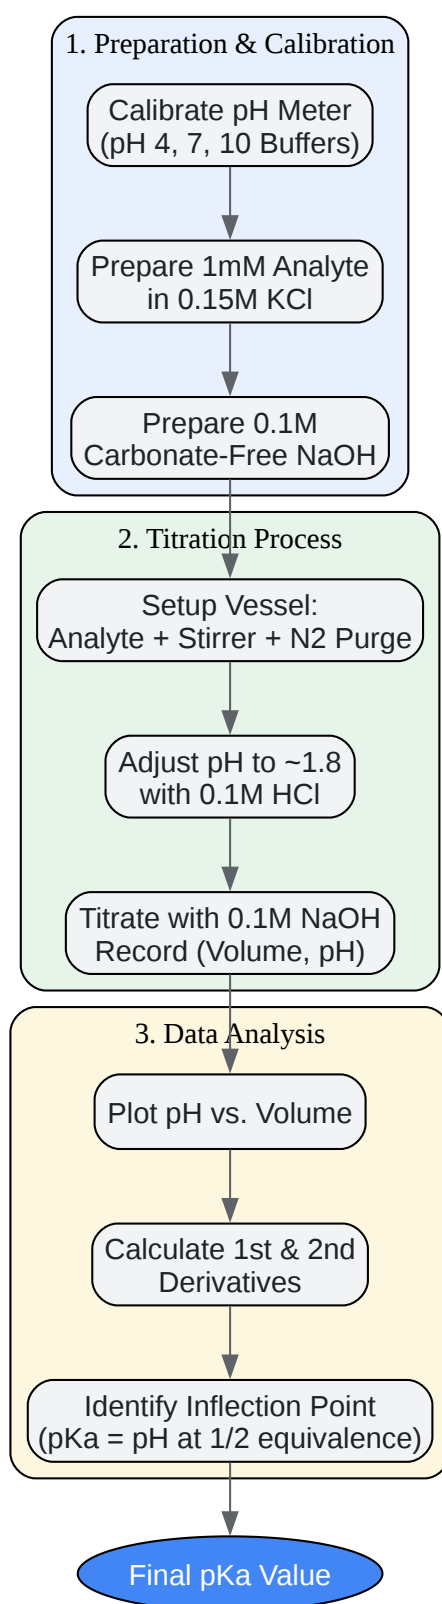 1. Preparation & Calibration
Calibrate pH Meter
(pH 4, 7, 10 Buffers)
Prepare 1mM Analyte
in 0.15M KCl
Prepare 0.1M
Carbonate-Free NaOH
2. Titration Process
Setup Vessel:
Analyte + Stirrer + N2 Purge
Adjust pH to ~1.8
with 0.1M HCl
Titrate with 0.1M NaOH
Record (Volume, pH)
3. Data Analysis
Plot pH vs. Volume
Calculate 1st & 2nd
Derivatives
Identify Inflection Point
(pKa = pH at 1/2 equivalence)
Final pKa Value